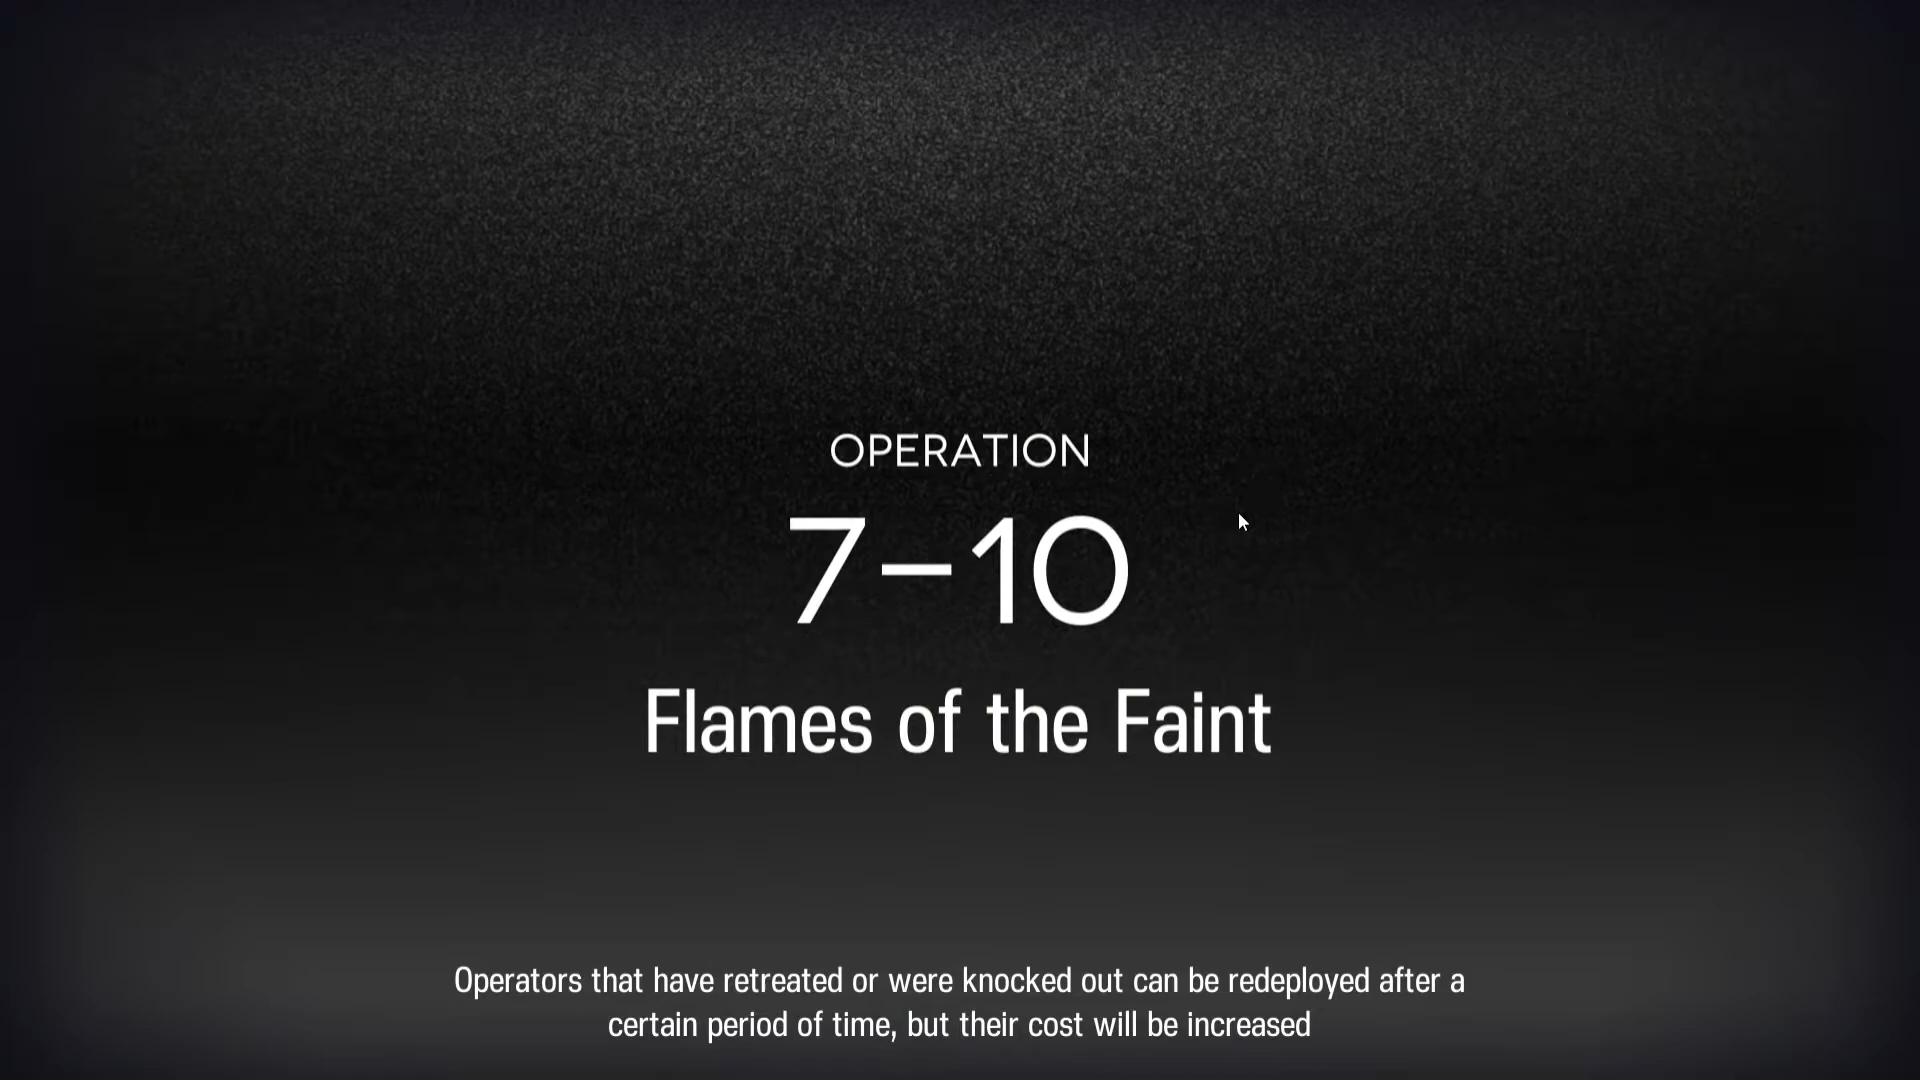 OPERATION
7-10
Flames of the Faint
Operators that have retreated or were knocked out can be redeployed after a
certain period of time, but their cost will be increased